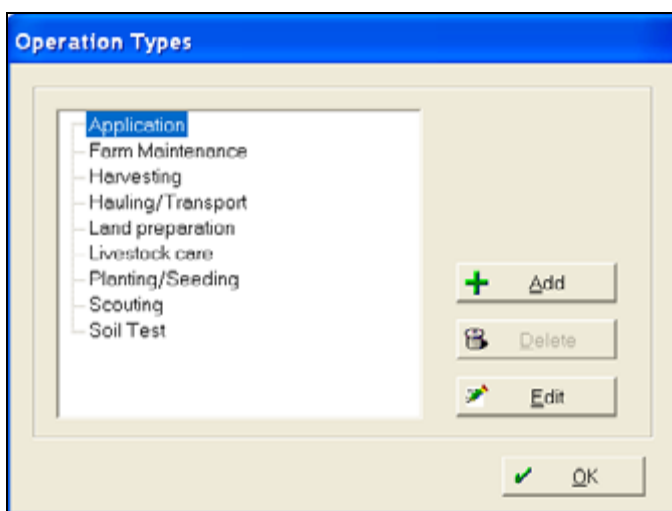 Operation Types
Application
Farm Maintenance
Harvesting
Hauling/Transport
Land preparation
Livestock care
Planting/Seeding
Scouting
Soil Test
Add
Delete
Edit
OK